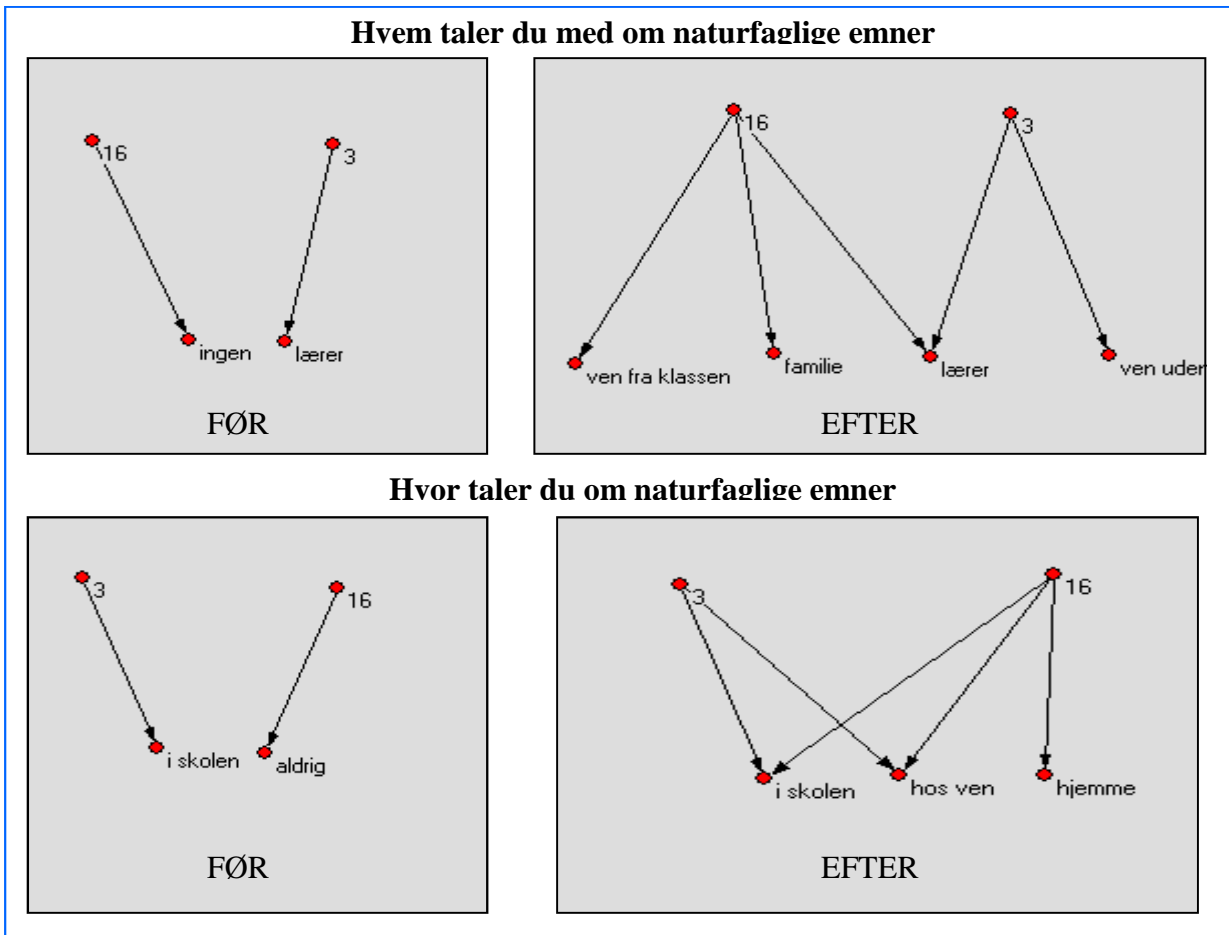 Hvem taler du med om naturfaglige emner
16
3
ingen
lærer
FØR
16
3
ven fra klassen
familie
lærer
ven uder
EFTER
Hvor taler du om naturfaglige emner
3
16
i skolen
aldrig
FØR
3
16
i skolen
hos ven
hjemme
EFTER